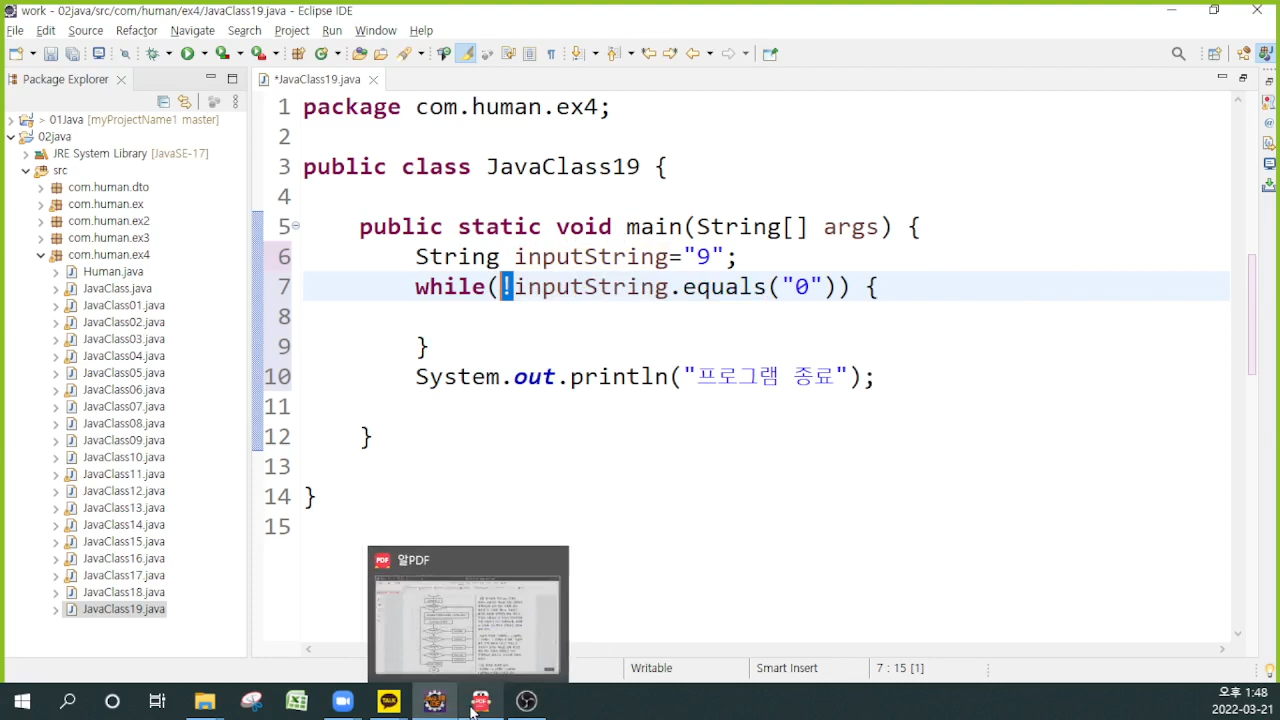 work - 02java/src/com/human/ex4/JavaClass19.java - Eclipse IDE
File Edit Source Refactor Navigate Search Project Run Window Help
Package Explorer
*JavaClass19.java
> 01Java [myProjectName1 master]
02java
JRE System Library [JavaSE-17]
src
com.human.dto
com.human.ex
com.human.ex2
com.human.ex3
com.human.ex4
Human.java
JavaClass.java
JavaClass01.java
JavaClass02.java
JavaClass03.java
JavaClass04.java
JavaClass05.java
JavaClass06.java
JavaClass07.java
JavaClass08.java
JavaClass09.java
JavaClass10.java
JavaClass11.java
JavaClass12.java
JavaClass13.java
JavaClass14.java
JavaClass15.java
JavaClass16.java
JavaClass17.java
JavaClass18.java
JavaClass19.java
1 package com.human.ex4;
2
3 public class JavaClass19 {
4
5 public static void main(String[] args) {
6 String inputString="9";
7 while(!inputString.equals("0")) {
8
9 }
10 System.out.println("프로그램 종료");
11
12 }
13
14 }
15
PDF 알PDF
Writable
Smart Insert
7 : 15 [1]
TALK
PDF
오후 1:48
2022-03-21